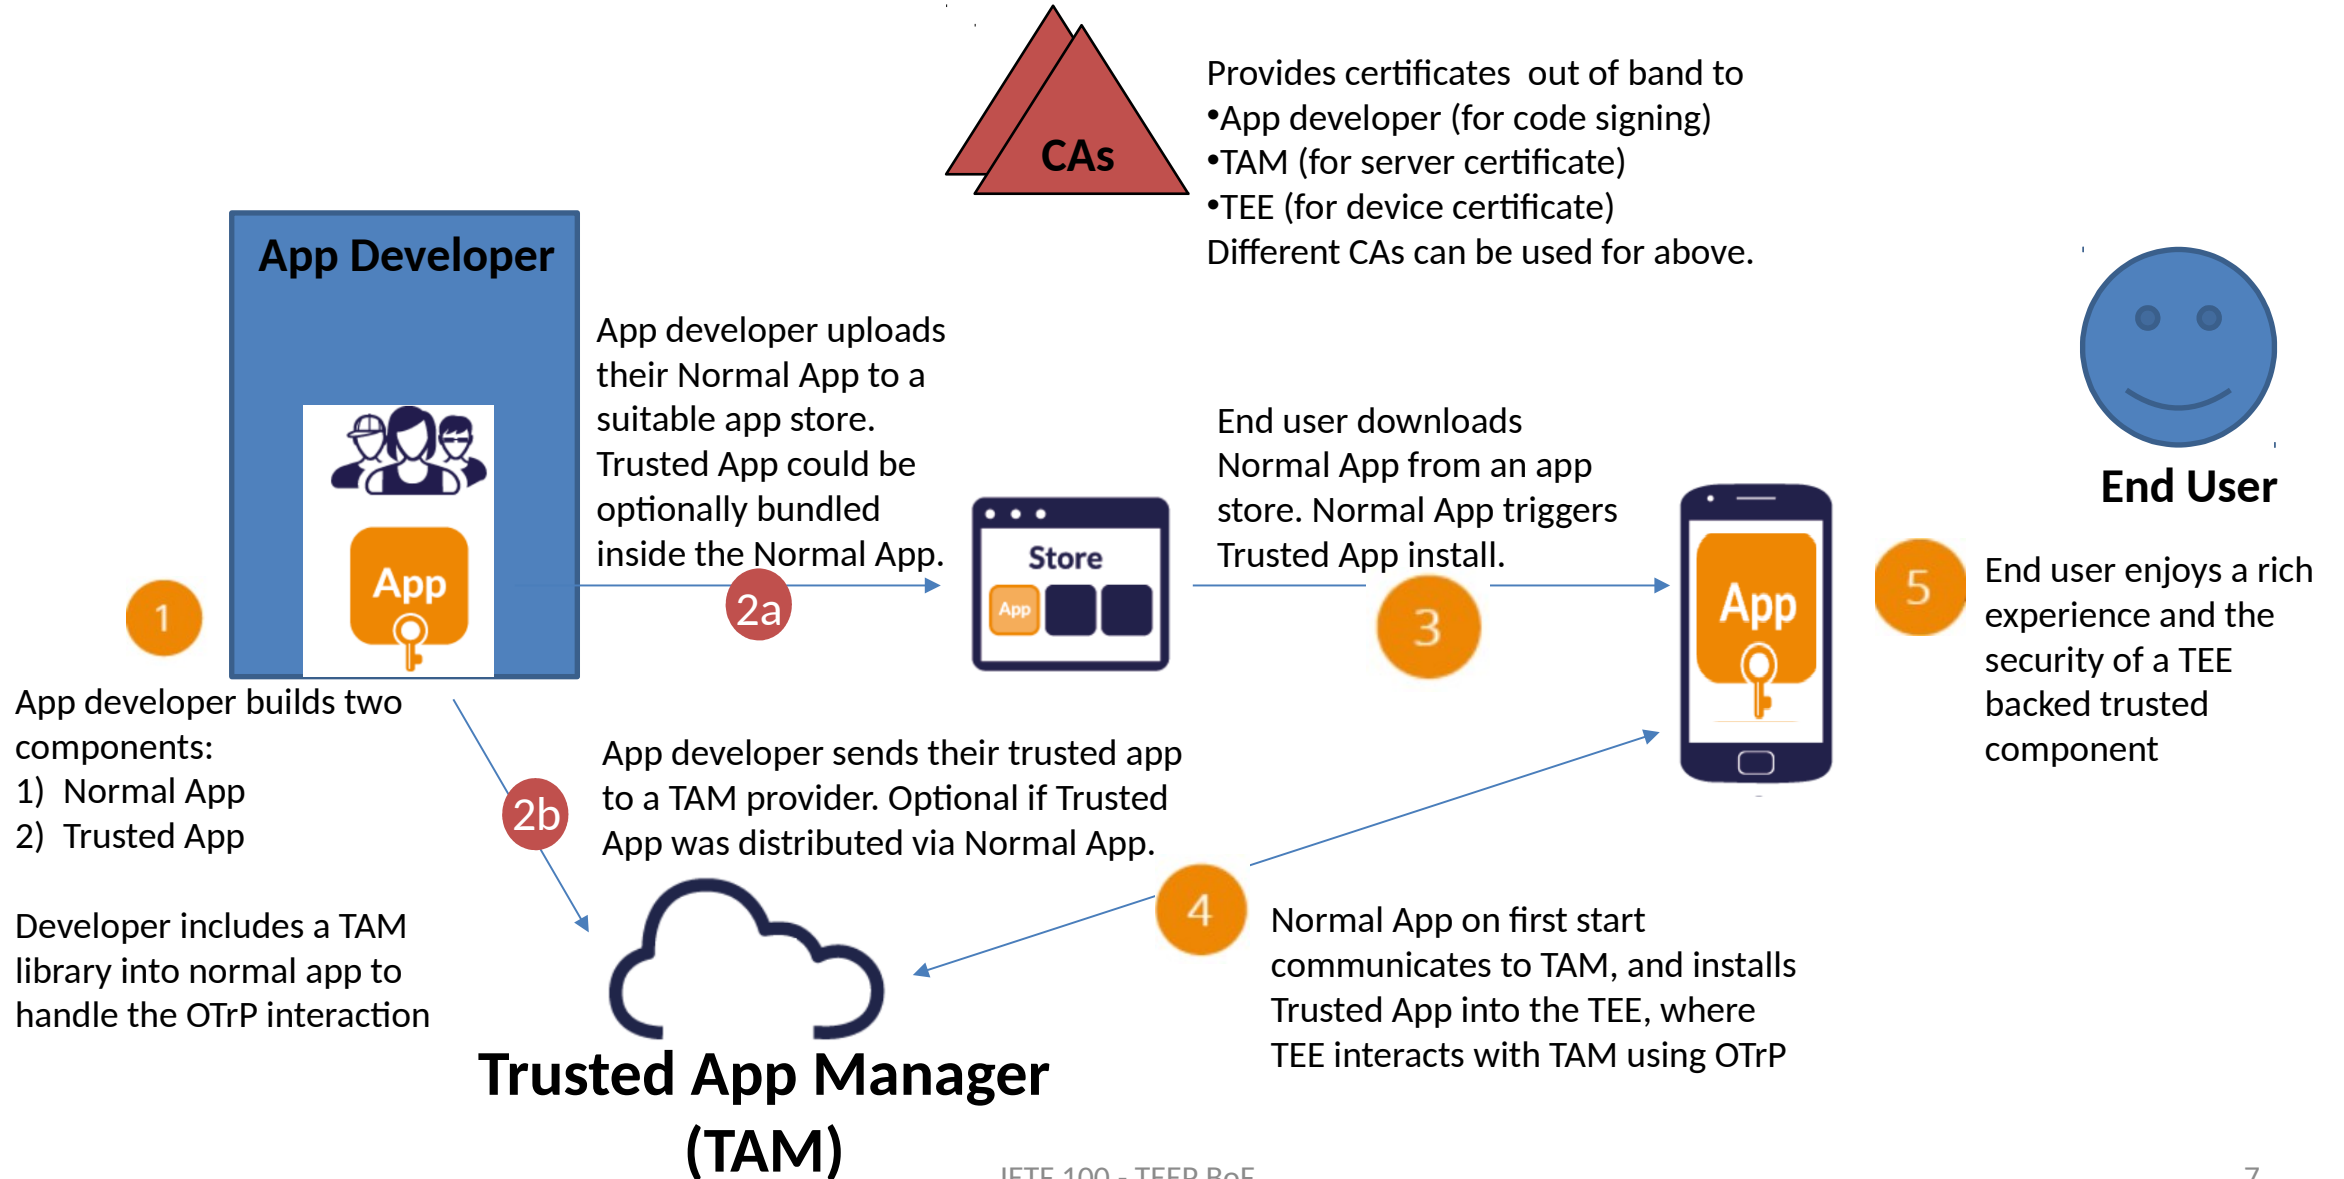 CAs
Provides certificates  out of band to
•App developer (for code signing)
•TAM (for server certificate)
•TEE (for device certificate)
Different CAs can be used for above.
App Developer
App
1
App developer builds two
components:
1)  Normal App
2)  Trusted App
Developer includes a TAM
library into normal app to
handle the OTrP interaction
App developer uploads
their Normal App to a
suitable app store.
Trusted App could be
optionally bundled
inside the Normal App.
2a
Store
App
End user downloads
Normal App from an app
store. Normal App triggers
Trusted App install.
3
App
End User
5
End user enjoys a rich
experience and the
security of a TEE
backed trusted
component
2b
App developer sends their trusted app
to a TAM provider. Optional if Trusted
App was distributed via Normal App.
4
Normal App on first start
communicates to TAM, and installs
Trusted App into the TEE, where
TEE interacts with TAM using OTrP
Trusted App Manager
(TAM)
IETF 100 - TEEP BoF
7